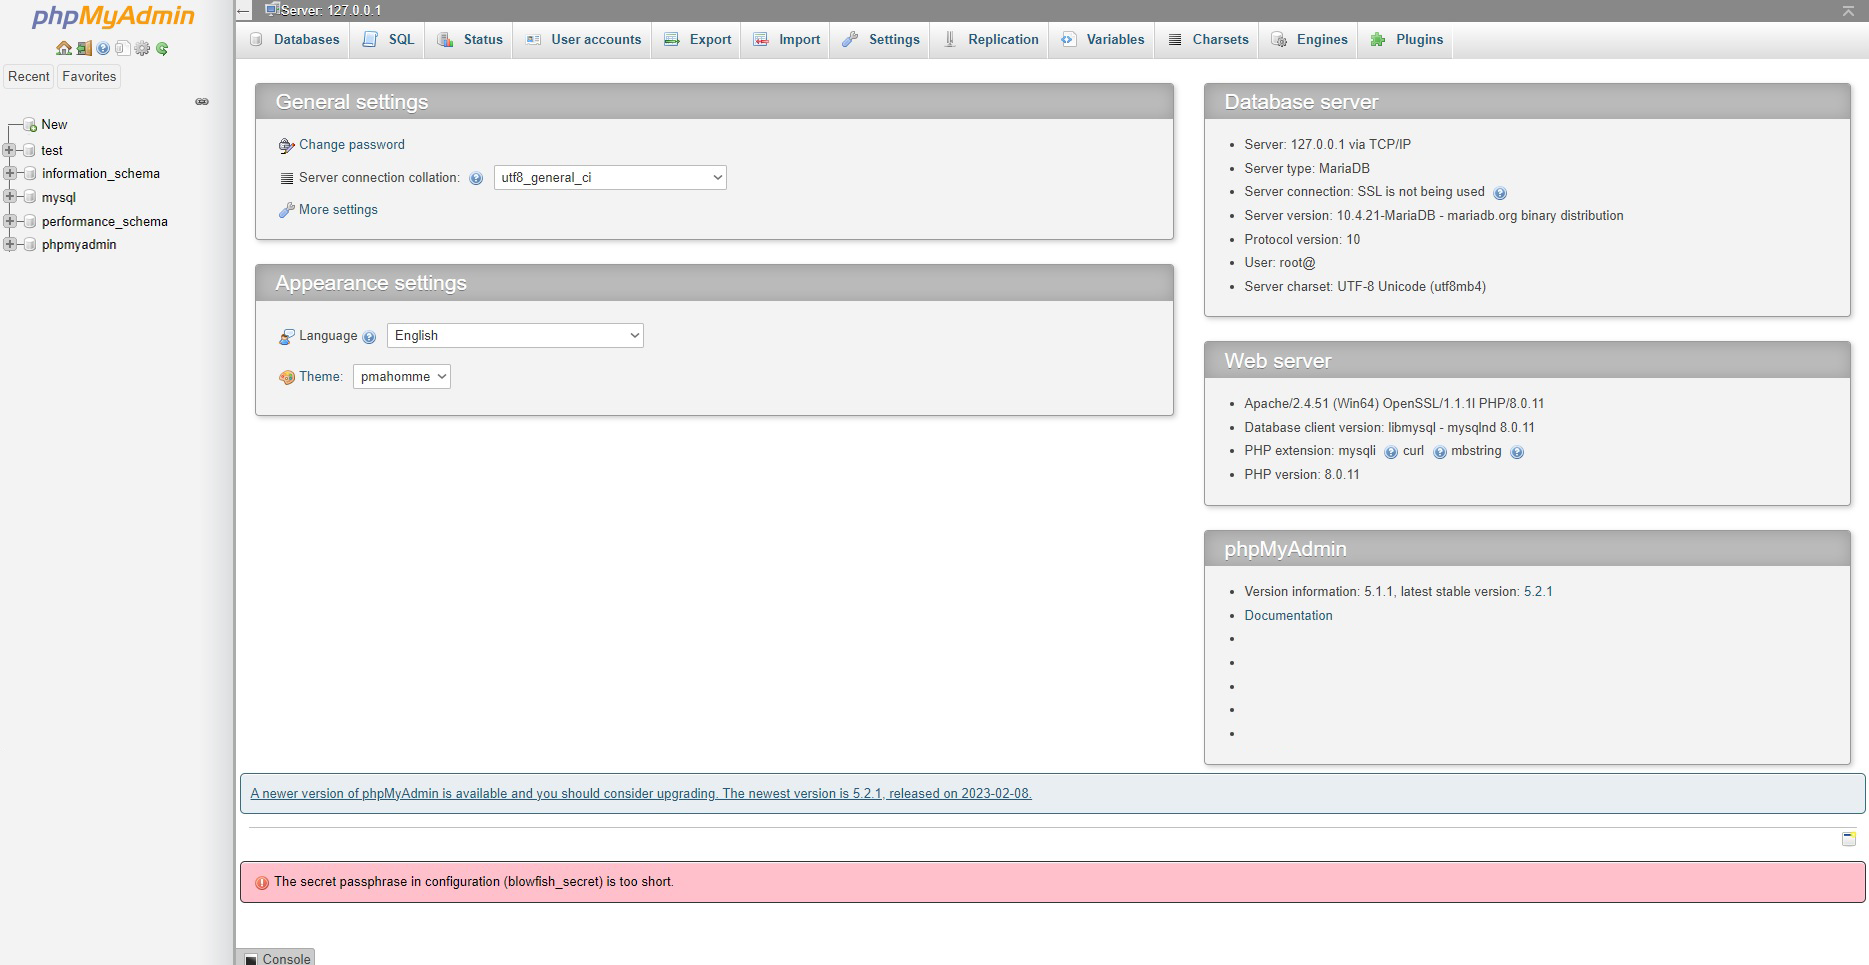 phpMyAdmin
Recent Favorites
New
test
information_schema
mysql
performance_schema
phpmyadmin
Server: 127.0.0.1
Databases SQL Status User accounts Export Import Settings Replication Variables Charsets Engines Plugins
General settings
Change password
Server connection collation: utf8_general_ci
More settings
Appearance settings
Language English
Theme: pmahomme
Database server
Server: 127.0.0.1 via TCP/IP
Server type: MariaDB
Server connection: SSL is not being used
Server version: 10.4.21-MariaDB - mariadb.org binary distribution
Protocol version: 10
User: root@
Server charset: UTF-8 Unicode (utf8mb4)
Web server
Apache/2.4.51 (Win64) OpenSSL/1.1.1l PHP/8.0.11
Database client version: libmysql - mysqlnd 8.0.11
PHP extension: mysqli curl mbstring
PHP version: 8.0.11
phpMyAdmin
Version information: 5.1.1, latest stable version: 5.2.1
Documentation
A newer version of phpMyAdmin is available and you should consider upgrading. The newest version is 5.2.1, released on 2023-02-08.
The secret passphrase in configuration (blowfish_secret) is too short.
Console